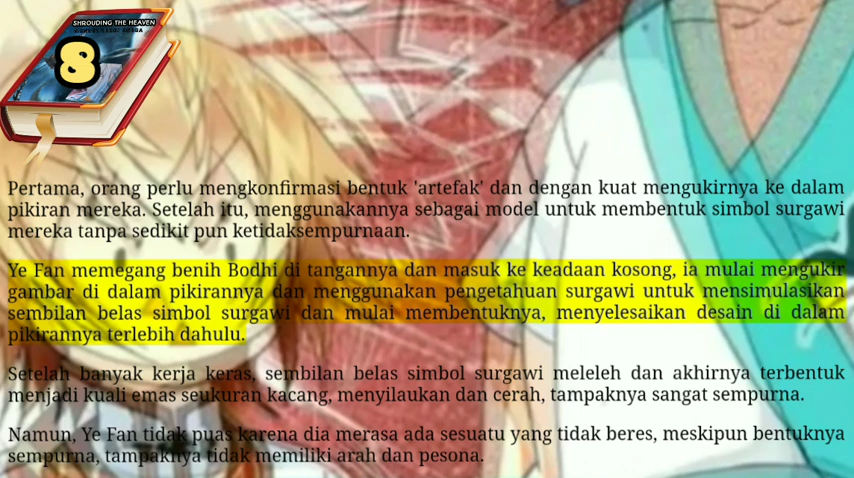 SHROUDING THE HEAVEN
8
Pertama, orang perlu mengkonfirmasi bentuk 'artefak' dan dengan kuat mengukirnya ke dalam
pikiran mereka. Setelah itu, menggunakannya sebagai model untuk membentuk simbol surgawi
mereka tanpa sedikit pun ketidaksempurnaan.
Ye Fan memegang benih Bodhi di tangannya dan masuk ke keadaan kosong, ia mulai mengukir
gambar di dalam pikirannya dan menggunakan pengetahuan surgawi untuk mensimulasikan
sembilan belas simbol surgawi dan mulai membentuknya, menyelesaikan desain di dalam
pikirannya terlebih dahulu.
Setelah banyak kerja keras, sembilan belas simbol surgawi meleleh dan akhirnya terbentuk
menjadi kuali emas seukuran kacang, menyilaukan dan cerah, tampaknya sangat sempurna.
Namun, Ye Fan tidak puas karena dia merasa ada sesuatu yang tidak beres, meskipun bentuknya
sempurna, tampaknya tidak memiliki arah dan pesona.